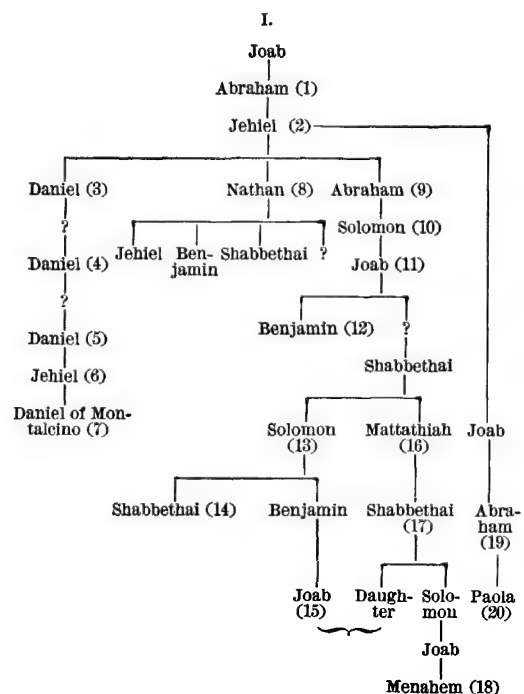 I.
Joab
Abraham (1)
Jehiel (2)
Daniel (3) Nathan (8) Abraham (9)
? Solomon (10)
Jehiel Ben- Shabbethai ?
jamin
Daniel (4) Joab (11)
?
Benjamin (12) ?
Daniel (5)
Shabbethai
Jehiel (6)
Daniel of Mon- Solomon Mattathiah Joab
talcino (7) (13) (16)
Shabbethai (14) Benjamin Shabbethai Abra-
(17) ham
(19)
Joab Daugh- Solo- Paola
(15) ter mon (20)
Joab
Menahem (18)